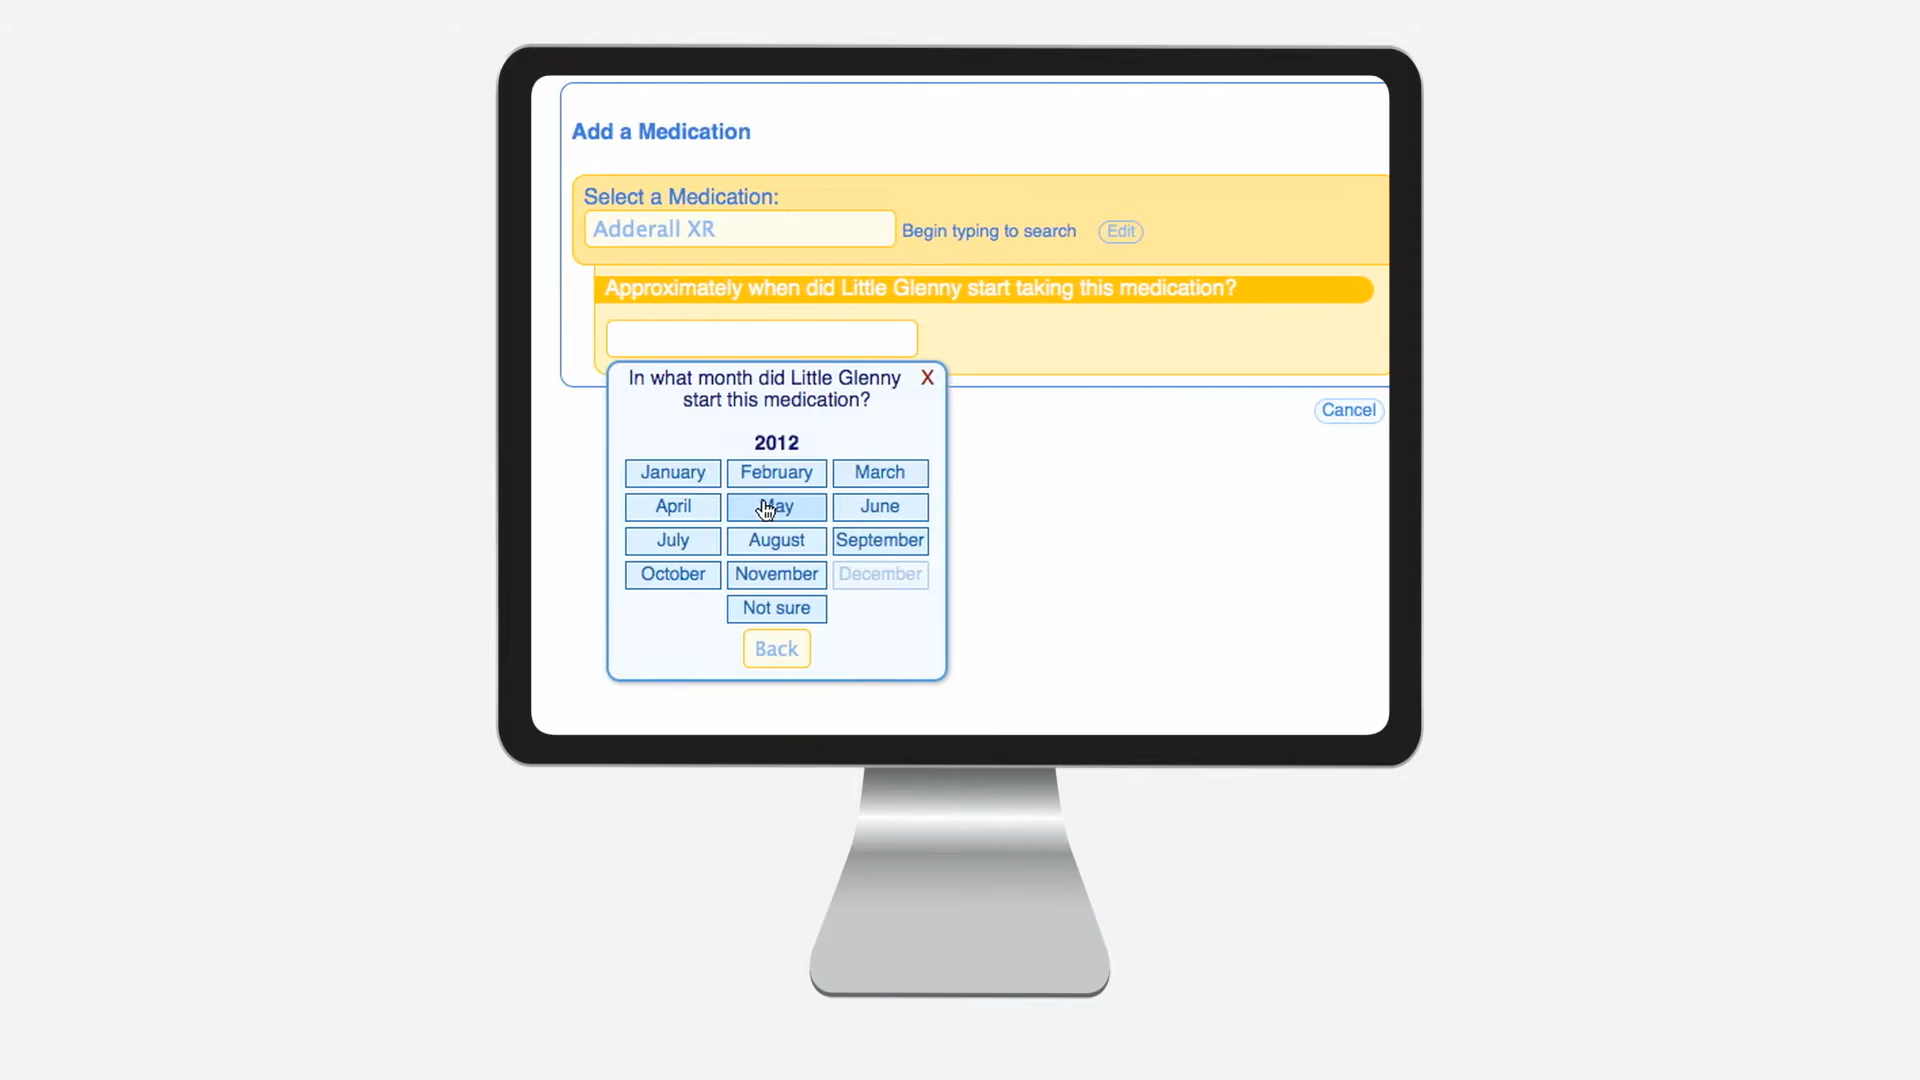 Add a Medication
Select a Medication:
Adderall XR
Begin typing to search
Edit
Approximately when did Little Glenny start taking this medication?
In what month did Little Glenny
X
start this medication?
Cancel
2012
January
February
March
April
May
June
July
August
September
October
November
December
Not sure
Back